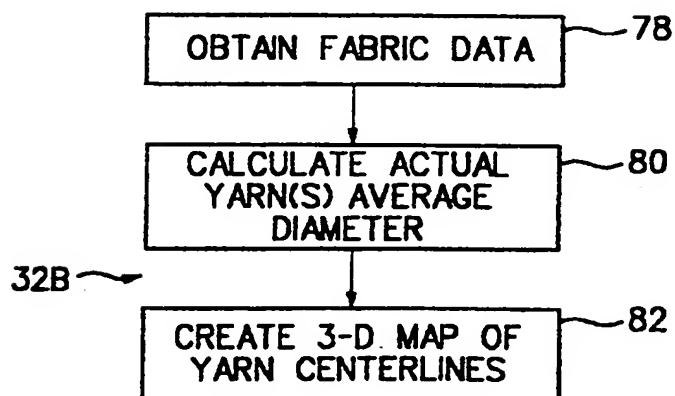 OBTAIN FABRIC DATA
78
CALCULATE ACTUAL
YARN(S) AVERAGE
DIAMETER
80
32B
CREATE 3-D MAP OF
YARN CENTERLINES
82